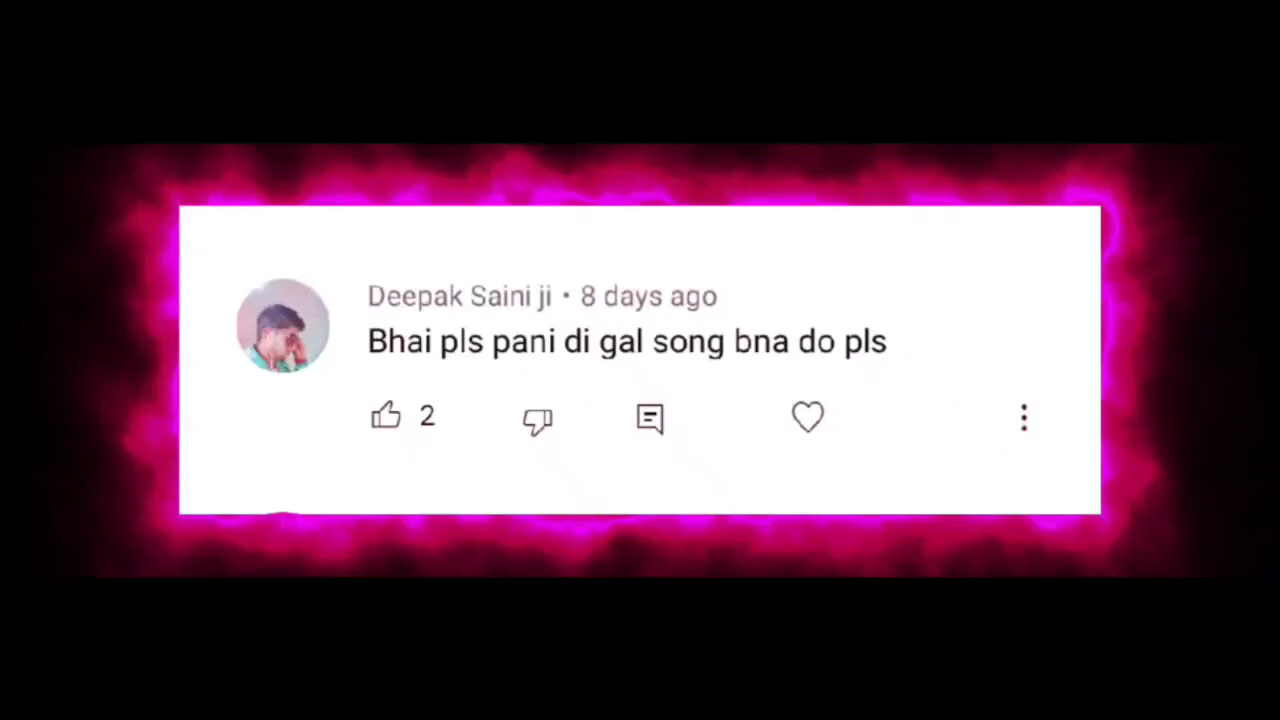 Deepak Saini ji • 8 days ago
Bhai pls pani di gal song bna do pls
2